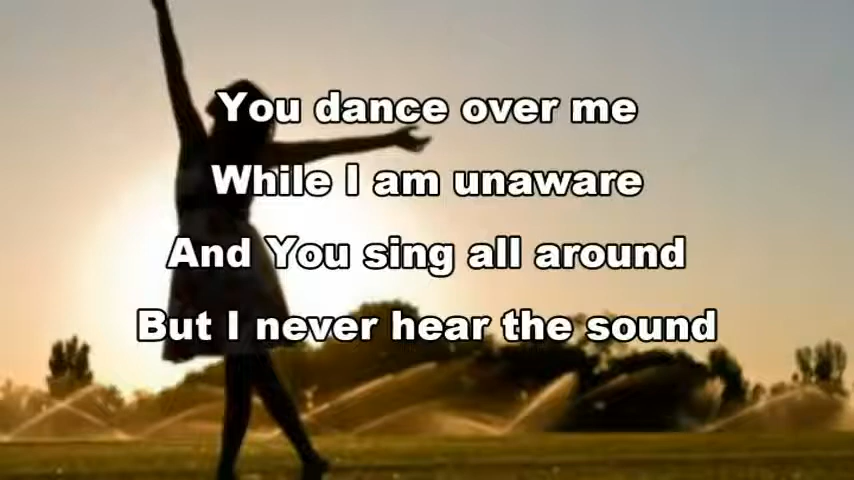 You dance over me
While I am unaware
And You sing all around
But I never hear the sound